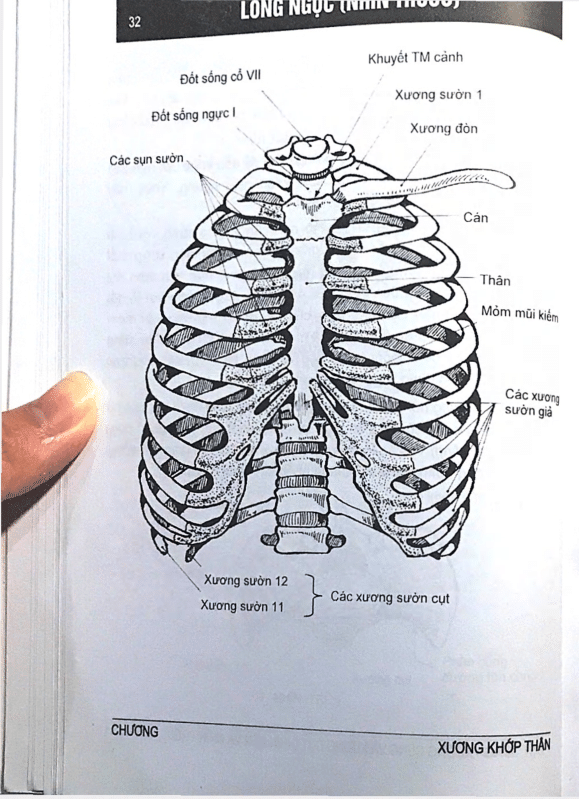 32
LỒNG NGỰC (NHÌN TRƯỚC)
Khuyết TM cảnh
Đốt sống cổ VII
Xương sườn 1
Đốt sống ngực I
Xương đòn
Các sụn sườn
Cán
Thân
Mỏm mũi kiếm
Các xương
sườn giả
Xương sườn 12
Xương sườn 11
Các xương sườn cụt
CHƯƠNG
XƯƠNG KHỚP THÂN